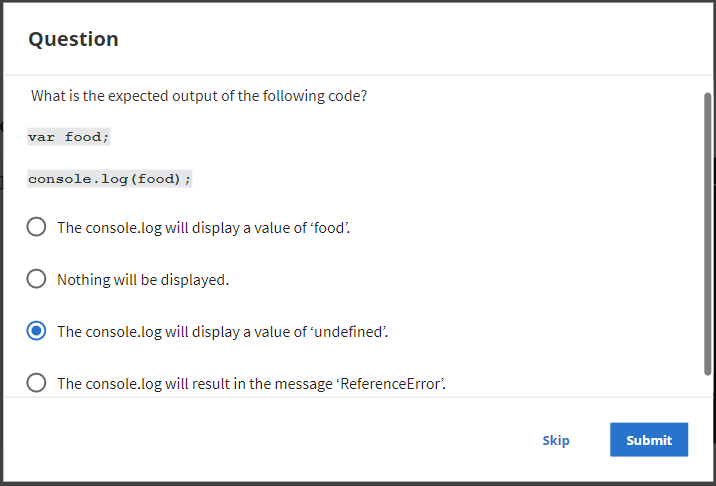 Question
What is the expected output of the following code?
var food;
console.log(food);
The console.log will display a value of ‘food’.
Nothing will be displayed.
The console.log will display a value of ‘undefined’.
The console.log will result in the message ‘ReferenceError’.
Skip
Submit